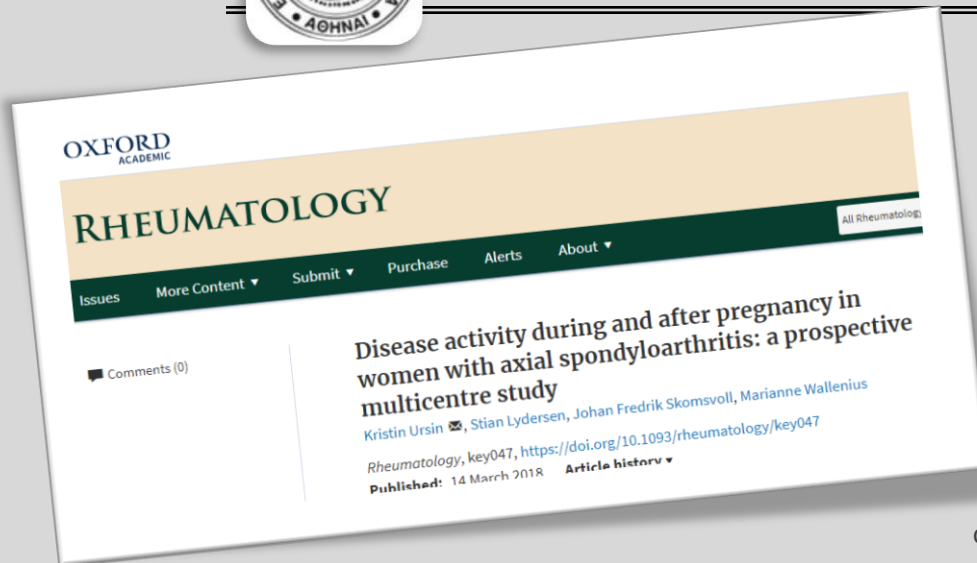 ΑΘΗΝΑΙ
OXFORD
ACADEMIC
RHEUMATOLOGY
Issues More Content ▼ Submit ▼ Purchase Alerts About ▼ All Rheumatology
Comments (0)
Disease activity during and after pregnancy in
women with axial spondyloarthritis: a prospective
multicentre study
Kristin Ursin ✉, Stian Lydersen, Johan Fredrik Skomsvoll, Marianne Wallenius
Rheumatology, key047, https://doi.org/10.1093/rheumatology/key047
Published: 14 March 2018 Article history ▾